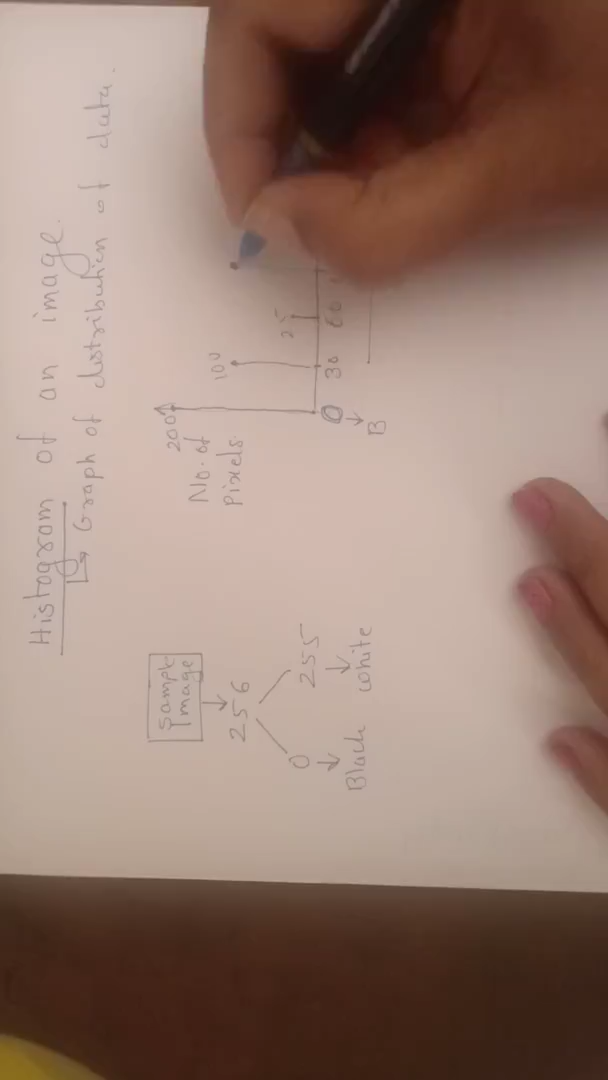 Histogram of an image.
↳ Graph of distribution of data.
Sample
Image
256
0 255
Black White
200
No. of
Pixels.
100
25
0 30 60
B